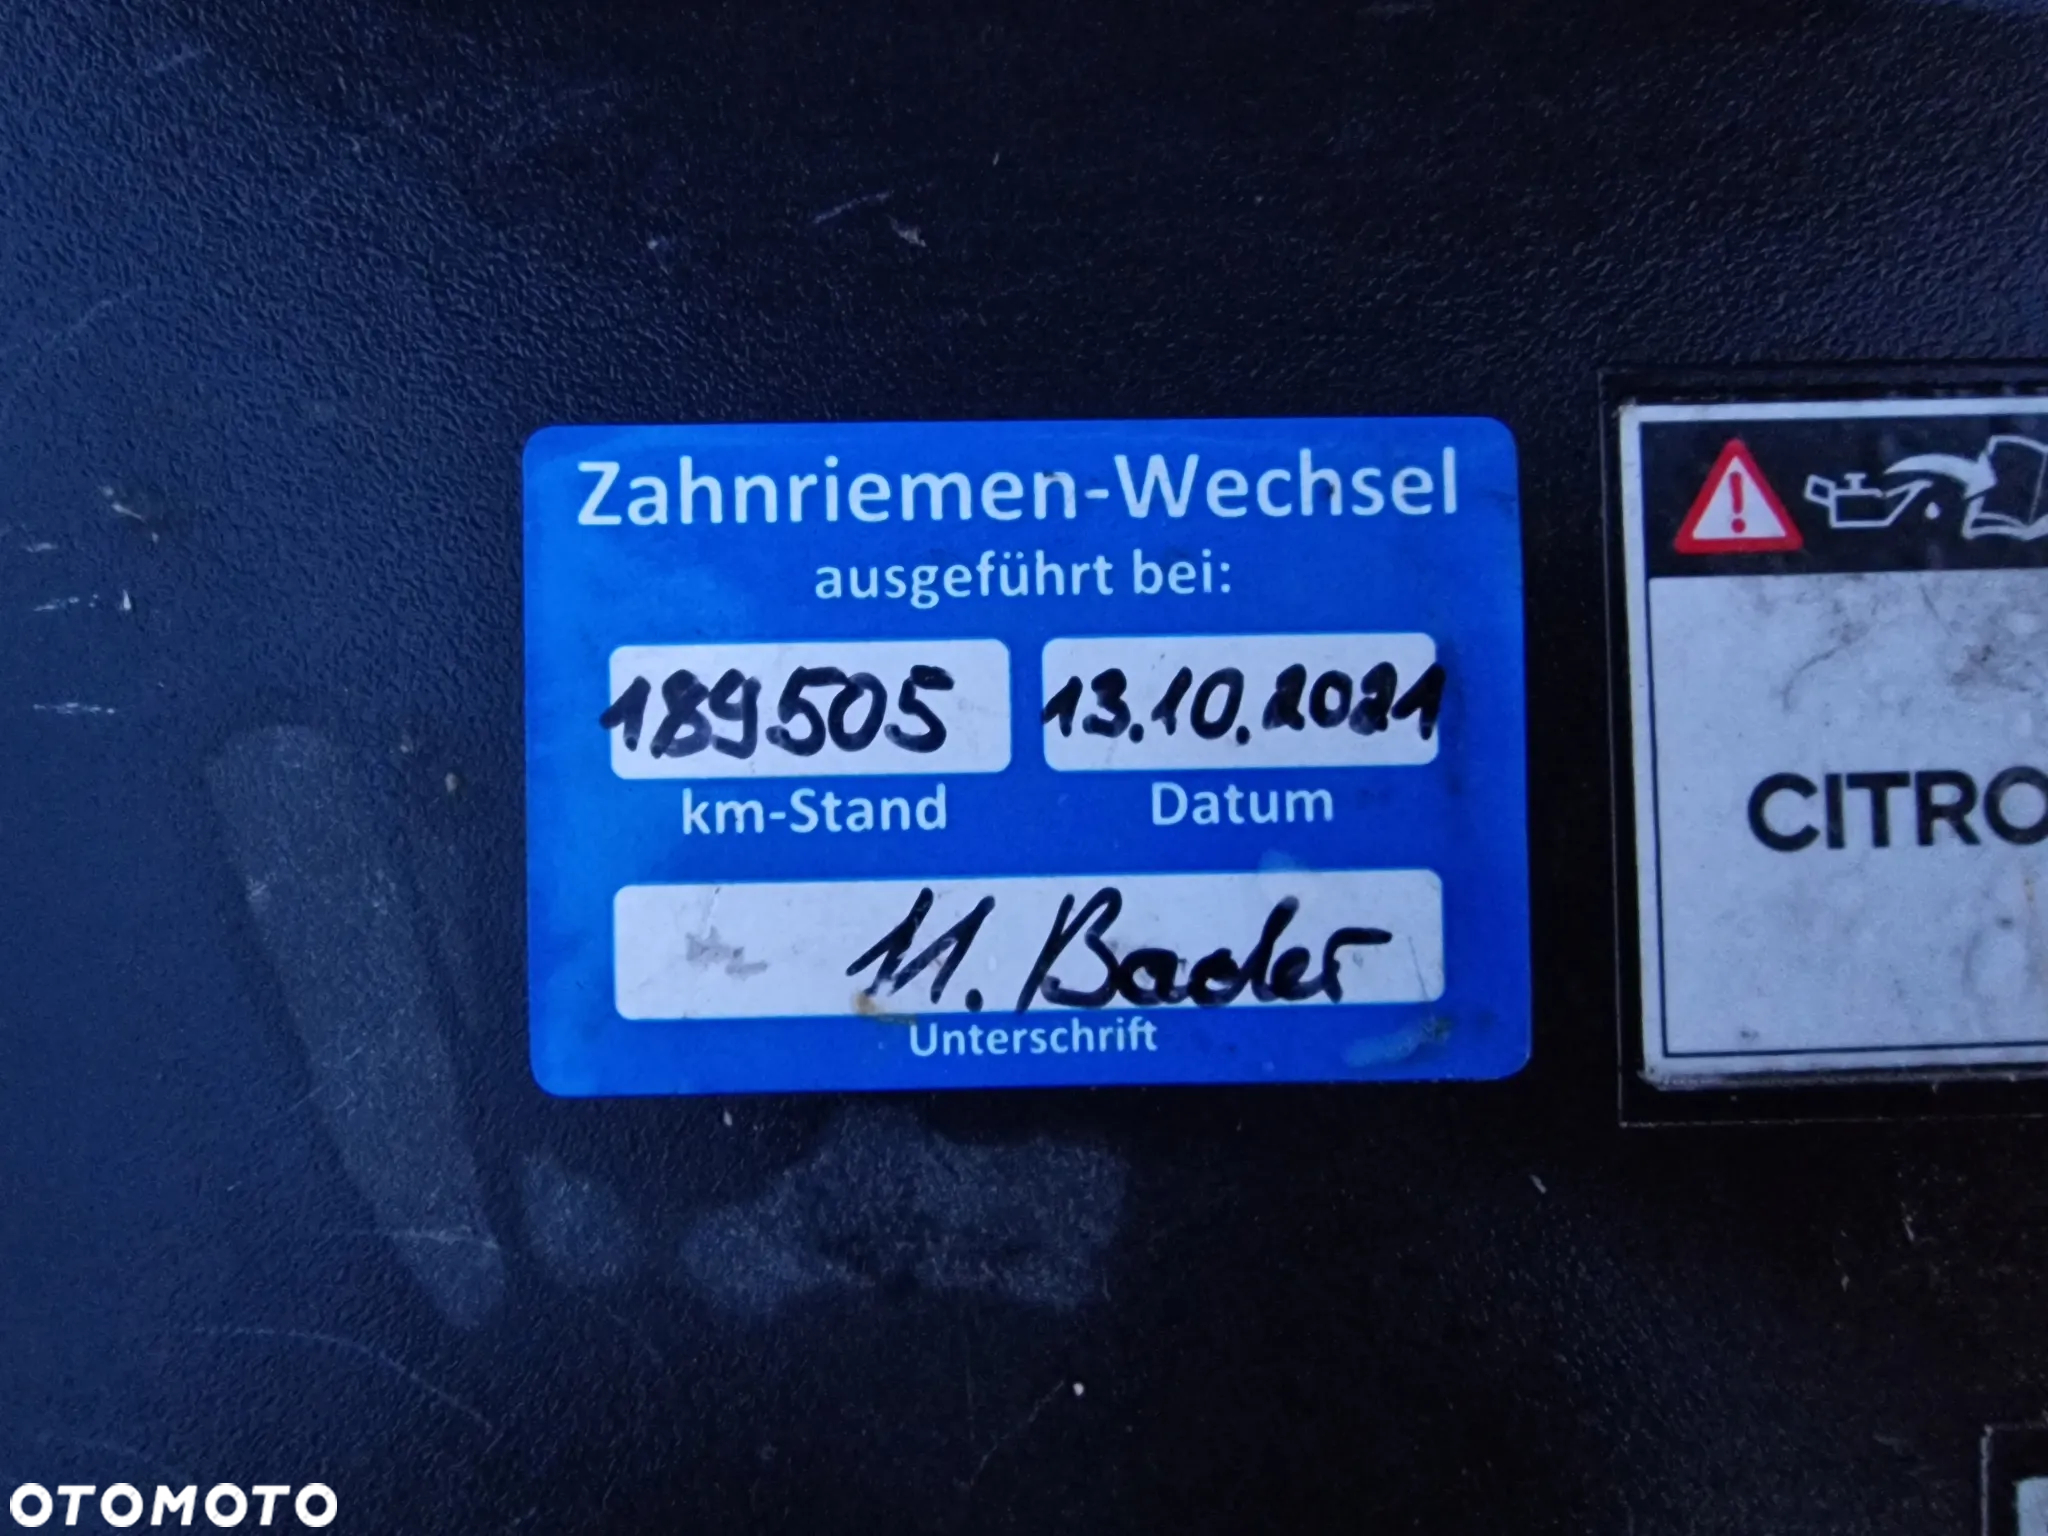 Zahnriemen-Wechsel
ausgeführt bei:
189505 13.10.2021
km-Stand Datum
M. Bader
Unterschrift
CITRO
OTOMOTO